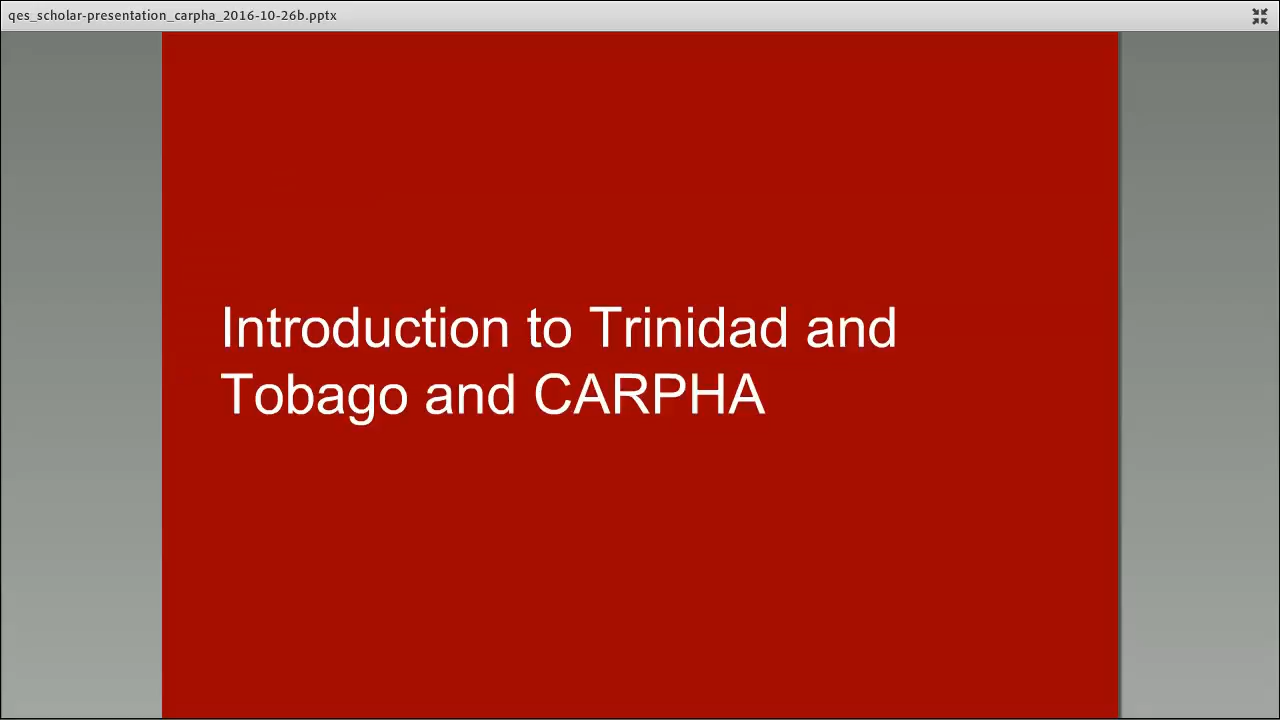 qes_scholar-presentation_carpha_2016-10-26b.pptx
Introduction to Trinidad and
Tobago and CARPHA